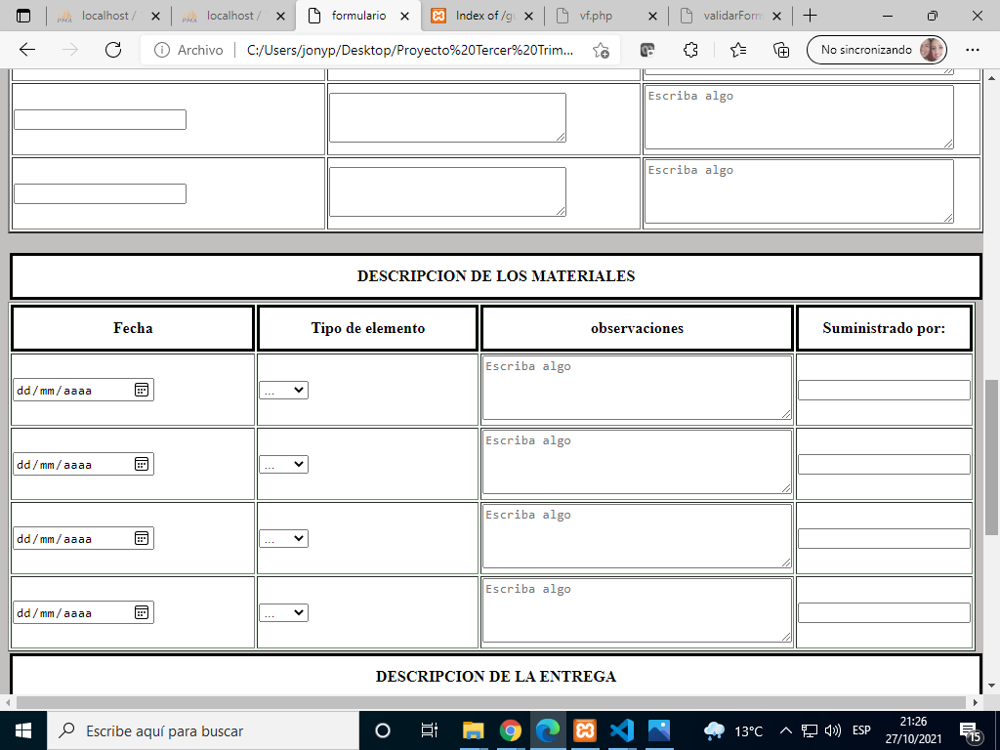 localhost /
localhost /
formulario
Index of /g
vf.php
validarForm
Archivo
C:/Users/jonyp/Desktop/Proyecto%20Tercer%20Trim...
No sincronizando
Escriba algo
Escriba algo
DESCRIPCION DE LOS MATERIALES
Fecha Tipo de elemento observaciones Suministrado por:
dd/mm/aaaa ... Escriba algo
dd/mm/aaaa ... Escriba algo
dd/mm/aaaa ... Escriba algo
dd/mm/aaaa ... Escriba algo
DESCRIPCION DE LA ENTREGA
Escribe aquí para buscar
13°C
ESP
21:26
27/10/2021
15